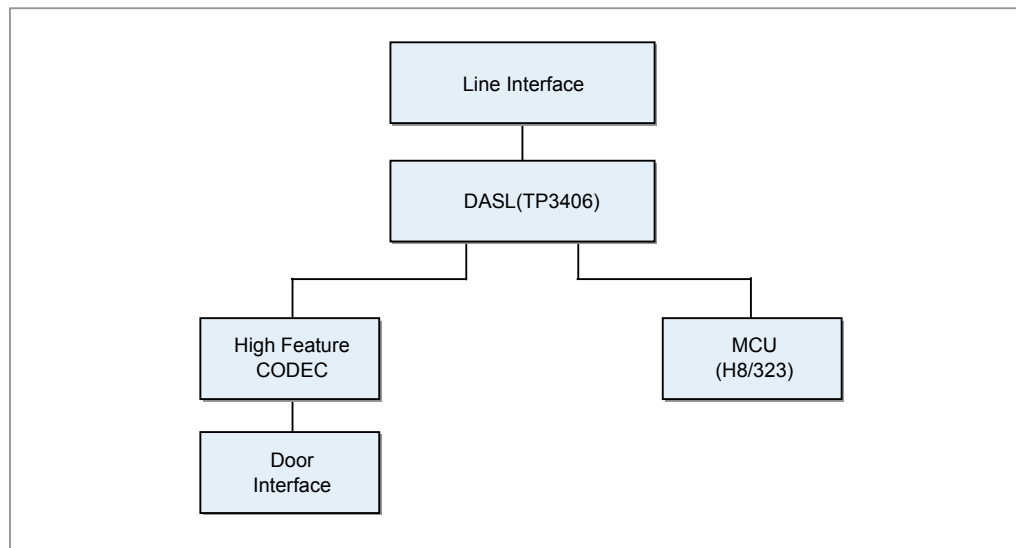 Line Interface
DASL(TP3406)
High Feature
CODEC
MCU
(H8/323)
Door
Interface